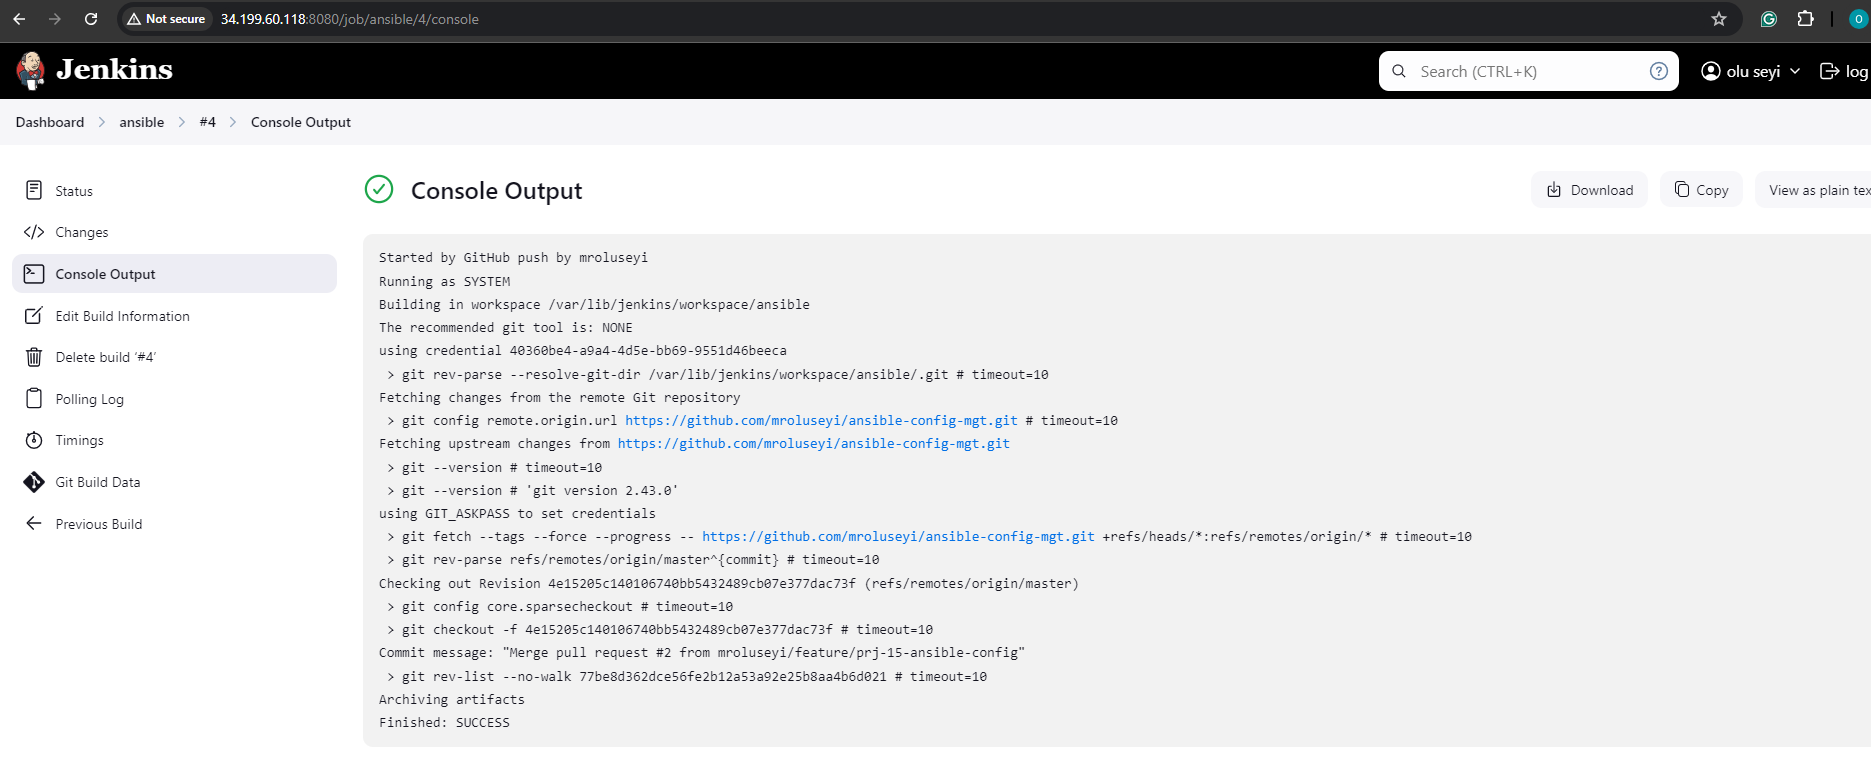 Not secure 34.199.60.118:8080/job/ansible/4/console
Jenkins
Search (CTRL+K)
olu seyi
log
Dashboard > ansible > #4 > Console Output
Status
Changes
Console Output
Edit Build Information
Delete build ‘#4’
Polling Log
Timings
Git Build Data
Previous Build
Console Output
Download
Copy
View as plain tex
Started by GitHub push by mroluseyi
Running as SYSTEM
Building in workspace /var/lib/jenkins/workspace/ansible
The recommended git tool is: NONE
using credential 40360be4-a9a4-4d5e-bb69-9551d46beeca
> git rev-parse --resolve-git-dir /var/lib/jenkins/workspace/ansible/.git # timeout=10
Fetching changes from the remote Git repository
> git config remote.origin.url https://github.com/mroluseyi/ansible-config-mgt.git # timeout=10
Fetching upstream changes from https://github.com/mroluseyi/ansible-config-mgt.git
> git --version # timeout=10
> git --version # 'git version 2.43.0'
using GIT_ASKPASS to set credentials
> git fetch --tags --force --progress -- https://github.com/mroluseyi/ansible-config-mgt.git +refs/heads/*:refs/remotes/origin/* # timeout=10
> git rev-parse refs/remotes/origin/master^{commit} # timeout=10
Checking out Revision 4e15205c140106740bb5432489cb07e377dac73f (refs/remotes/origin/master)
> git config core.sparsecheckout # timeout=10
> git checkout -f 4e15205c140106740bb5432489cb07e377dac73f # timeout=10
Commit message: "Merge pull request #2 from mroluseyi/feature/prj-15-ansible-config"
> git rev-list --no-walk 77be8d362dce56fe2b12a53a92e25b8aa4b6d021 # timeout=10
Archiving artifacts
Finished: SUCCESS